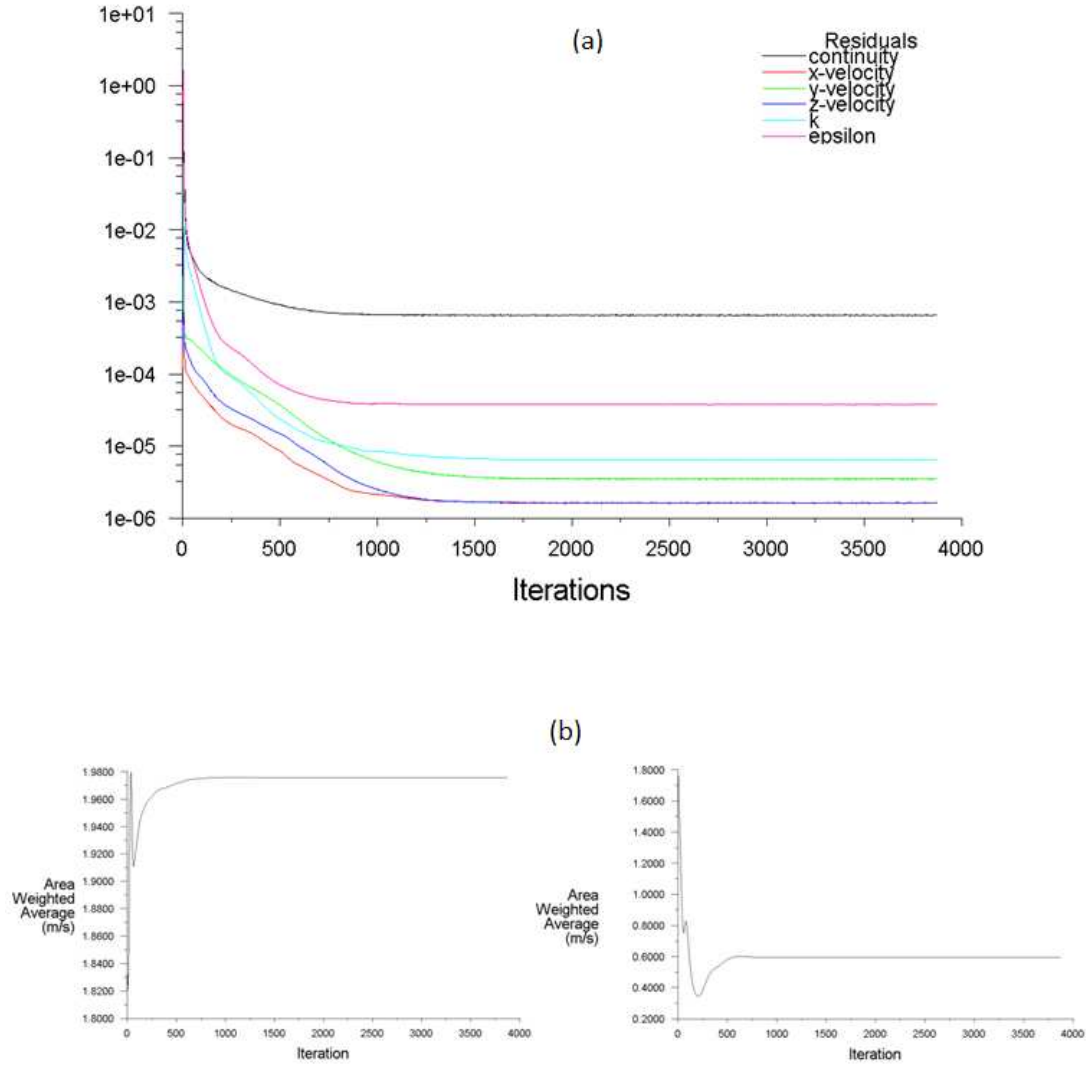 (a)
Residuals
continuity
x-velocity
y-velocity
z-velocity
k
epsilon
1e+01
1e+00
1e-01
1e-02
1e-03
1e-04
1e-05
1e-06
0 500 1000 1500 2000 2500 3000 3500 4000
Iterations
(b)
1.9800
1.9600
1.9400
1.9200
1.9000
1.8800
1.8600
1.8400
1.8200
1.8000
Area
Weighted
Average
(m/s)
0 500 1000 1500 2000 2500 3000 3500 4000
Iteration
1.8000
1.6000
1.4000
1.2000
1.0000
0.8000
0.6000
0.4000
0.2000
Area
Weighted
Average
(m/s)
0 500 1000 1500 2000 2500 3000 3500 4000
Iteration